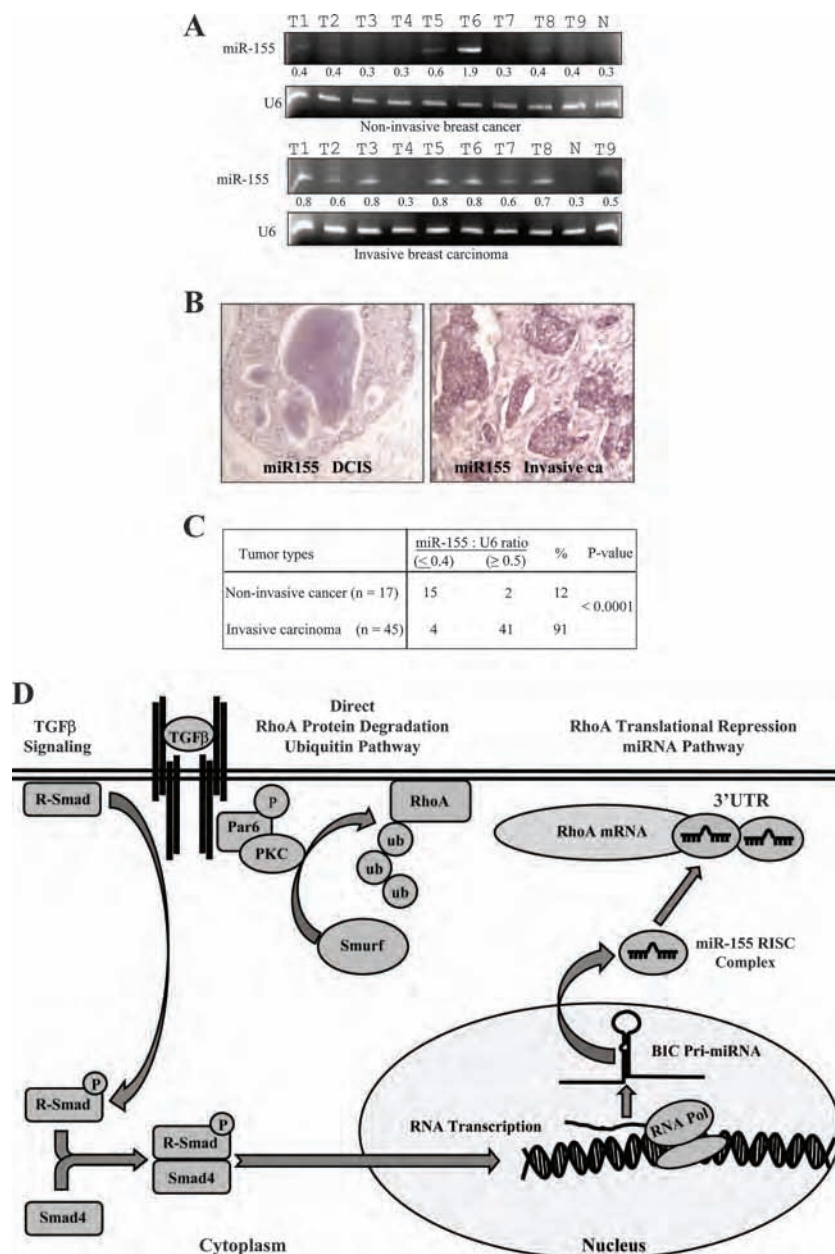 A
T1 T2 T3 T4 T5 T6 T7 T8 T9 N
miR-155
0.4 0.4 0.3 0.3 0.6 1.9 0.3 0.4 0.4 0.3
U6
Non-invasive breast cancer
T1 T2 T3 T4 T5 T6 T7 T8 N T9
miR-155
0.8 0.6 0.8 0.3 0.8 0.8 0.6 0.7 0.3 0.5
U6
Invasive breast carcinoma
B
miR155 DCIS
miR155 Invasive ca
C
Tumor types
miR-155 : U6 ratio
(≤ 0.4) (≥ 0.5)
%
P-value
Non-invasive cancer (n = 17) 15 2 12
< 0.0001
Invasive carcinoma (n = 45) 4 41 91
D
TGFβ
Signaling
TGFβ
Direct
RhoA Protein Degradation
Ubiquitin Pathway
RhoA Translational Repression
miRNA Pathway
R-Smad
P
Par6
PKC
RhoA
ub
ub
ub
Smurf
3'UTR
RhoA mRNA
miR-155 RISC
Complex
BIC Pri-miRNA
P
R-Smad
Smad4
P
R-Smad
Smad4
RNA Transcription
RNA Pol
Cytoplasm
Nucleus